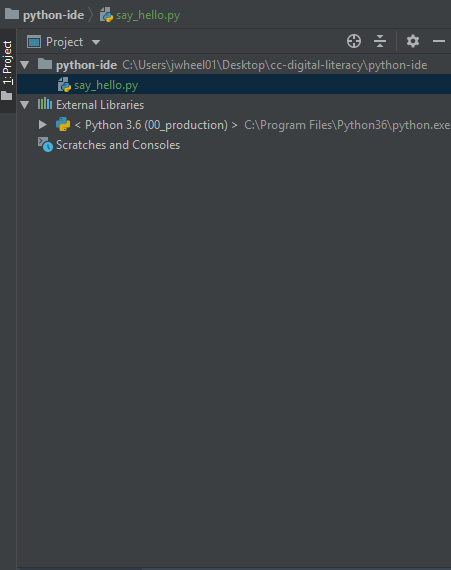 python-ide say_hello.py
1: Project
Project
python-ide C:\Users\jwheel01\Desktop\cc-digital-literacy\python-ide
say_hello.py
External Libraries
< Python 3.6 (00_production) > C:\Program Files\Python36\python.exe
Scratches and Consoles